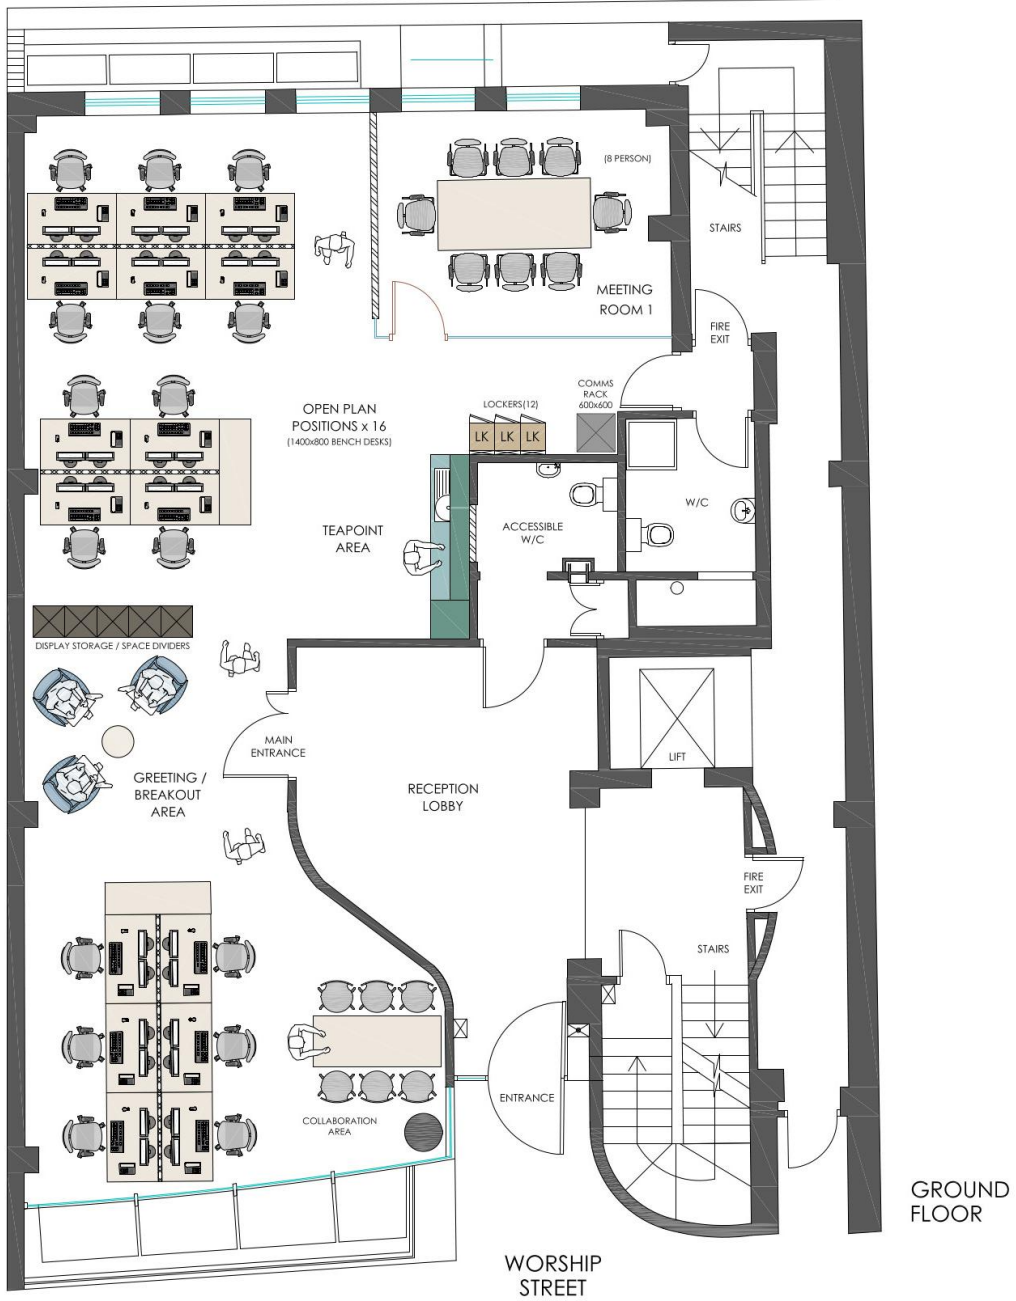 (8 PERSON)
STAIRS
MEETING
ROOM 1
FIRE
EXIT
COMMS
RACK
600x600
LOCKERS(12)
LK LK LK
OPEN PLAN
POSITIONS x 16
(1400x800 BENCH DESKS)
W/C
ACCESSIBLE
W/C
TEAPOINT
AREA
DISPLAY STORAGE / SPACE DIVIDERS
MAIN
ENTRANCE
LIFT
GREETING /
BREAKOUT
AREA
RECEPTION
LOBBY
FIRE
EXIT
STAIRS
ENTRANCE
COLLABORATION
AREA
GROUND
FLOOR
WORSHIP
STREET